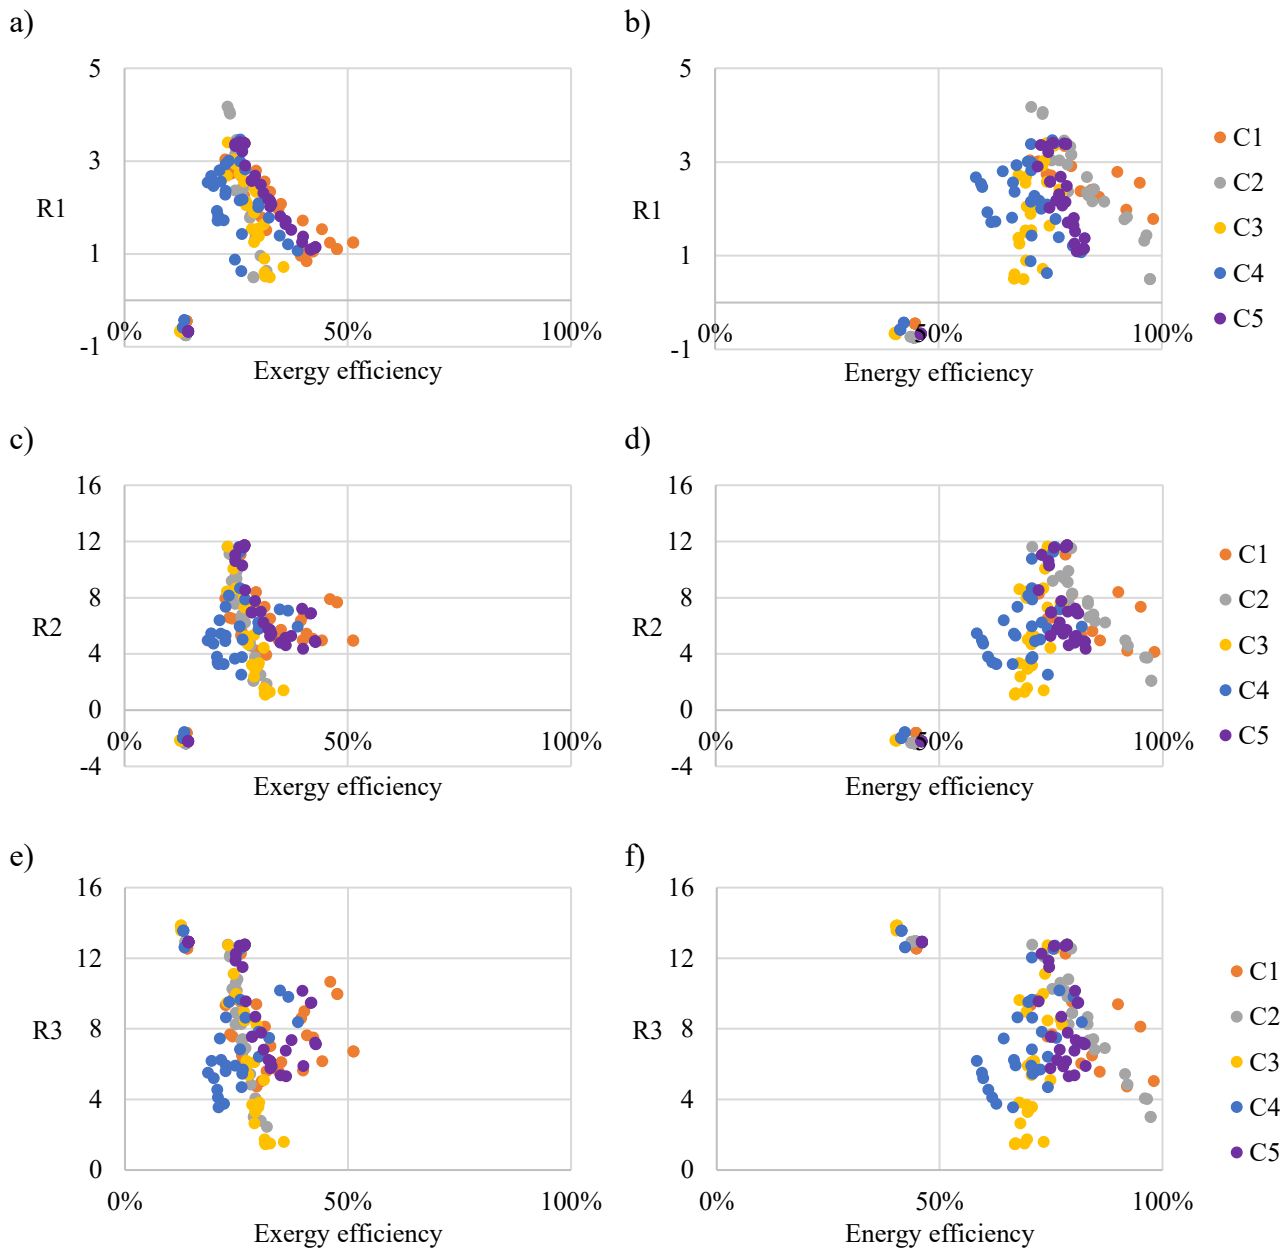 a)
5
3
R1
1
-1
0%
50%
100%
Exergy efficiency
b)
5
3
R1
1
-1
0%
50%
100%
Energy efficiency
C1
C2
C3
C4
C5
c)
16
12
8
R2
4
0
-4
0%
50%
100%
Exergy efficiency
d)
16
12
8
R2
4
0
-4
0%
50%
100%
Energy efficiency
C1
C2
C3
C4
C5
e)
16
12
R3
8
4
0
0%
50%
100%
Exergy efficiency
f)
16
12
R3
8
4
0
0%
50%
100%
Energy efficiency
C1
C2
C3
C4
C5